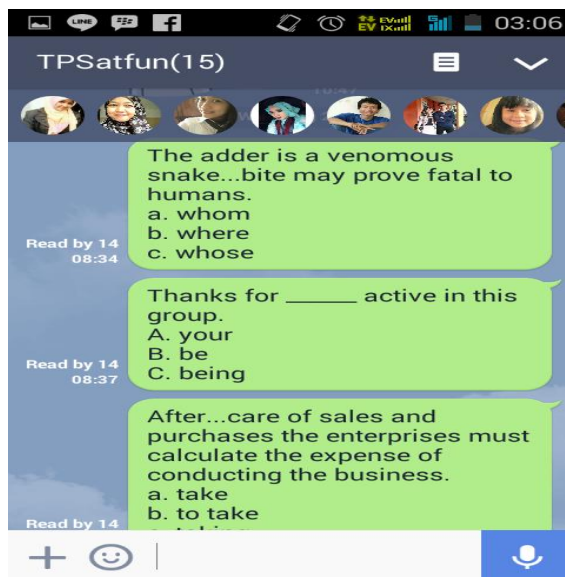 LINE
03:06
TPSatfun(15)
The adder is a venomous
snake...bite may prove fatal to
humans.
a. whom
b. where
c. whose
Read by 14
08:34
Thanks for ______ active in this
group.
A. your
B. be
C. being
Read by 14
08:37
After...care of sales and
purchases the enterprises must
calculate the expense of
conducting the business.
a. take
b. to take
Read by 14